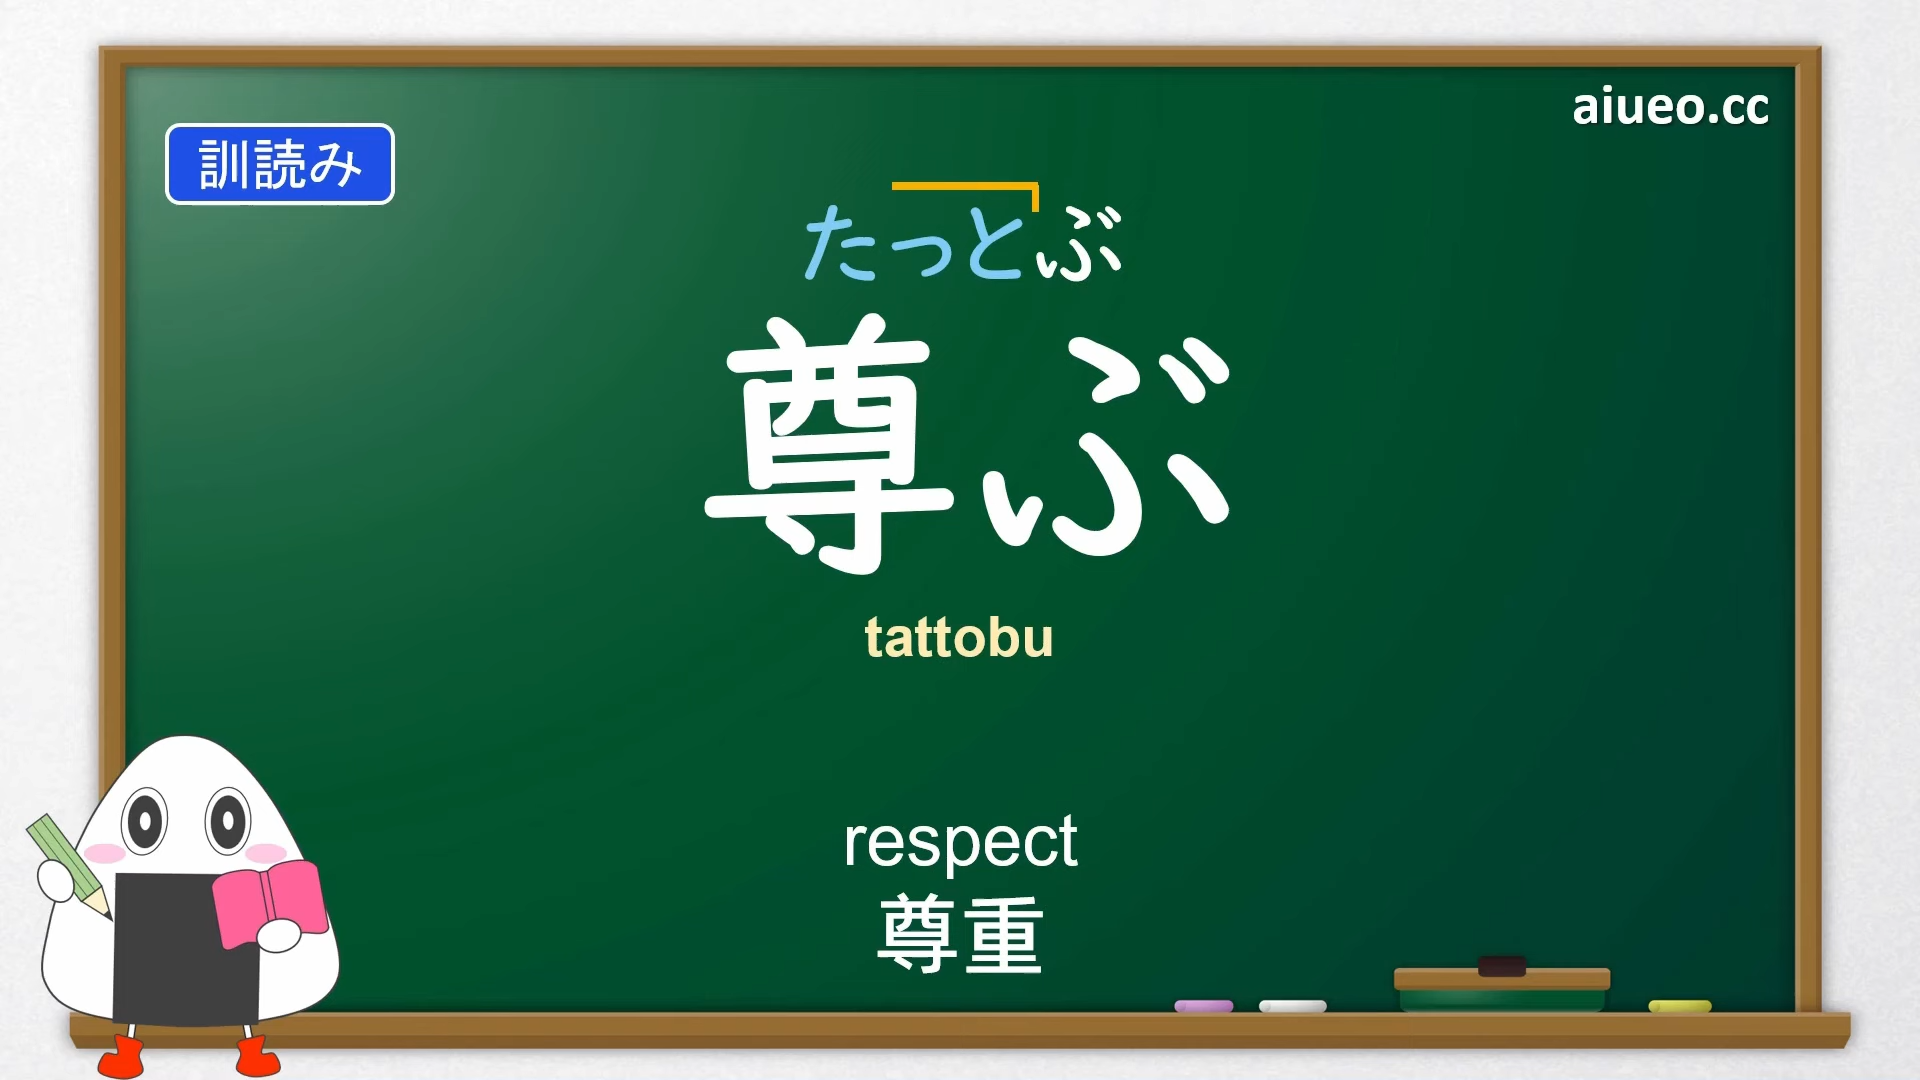 aiueo.cc
訓読み
たっとぶ
尊ぶ
tattobu
respect
尊重